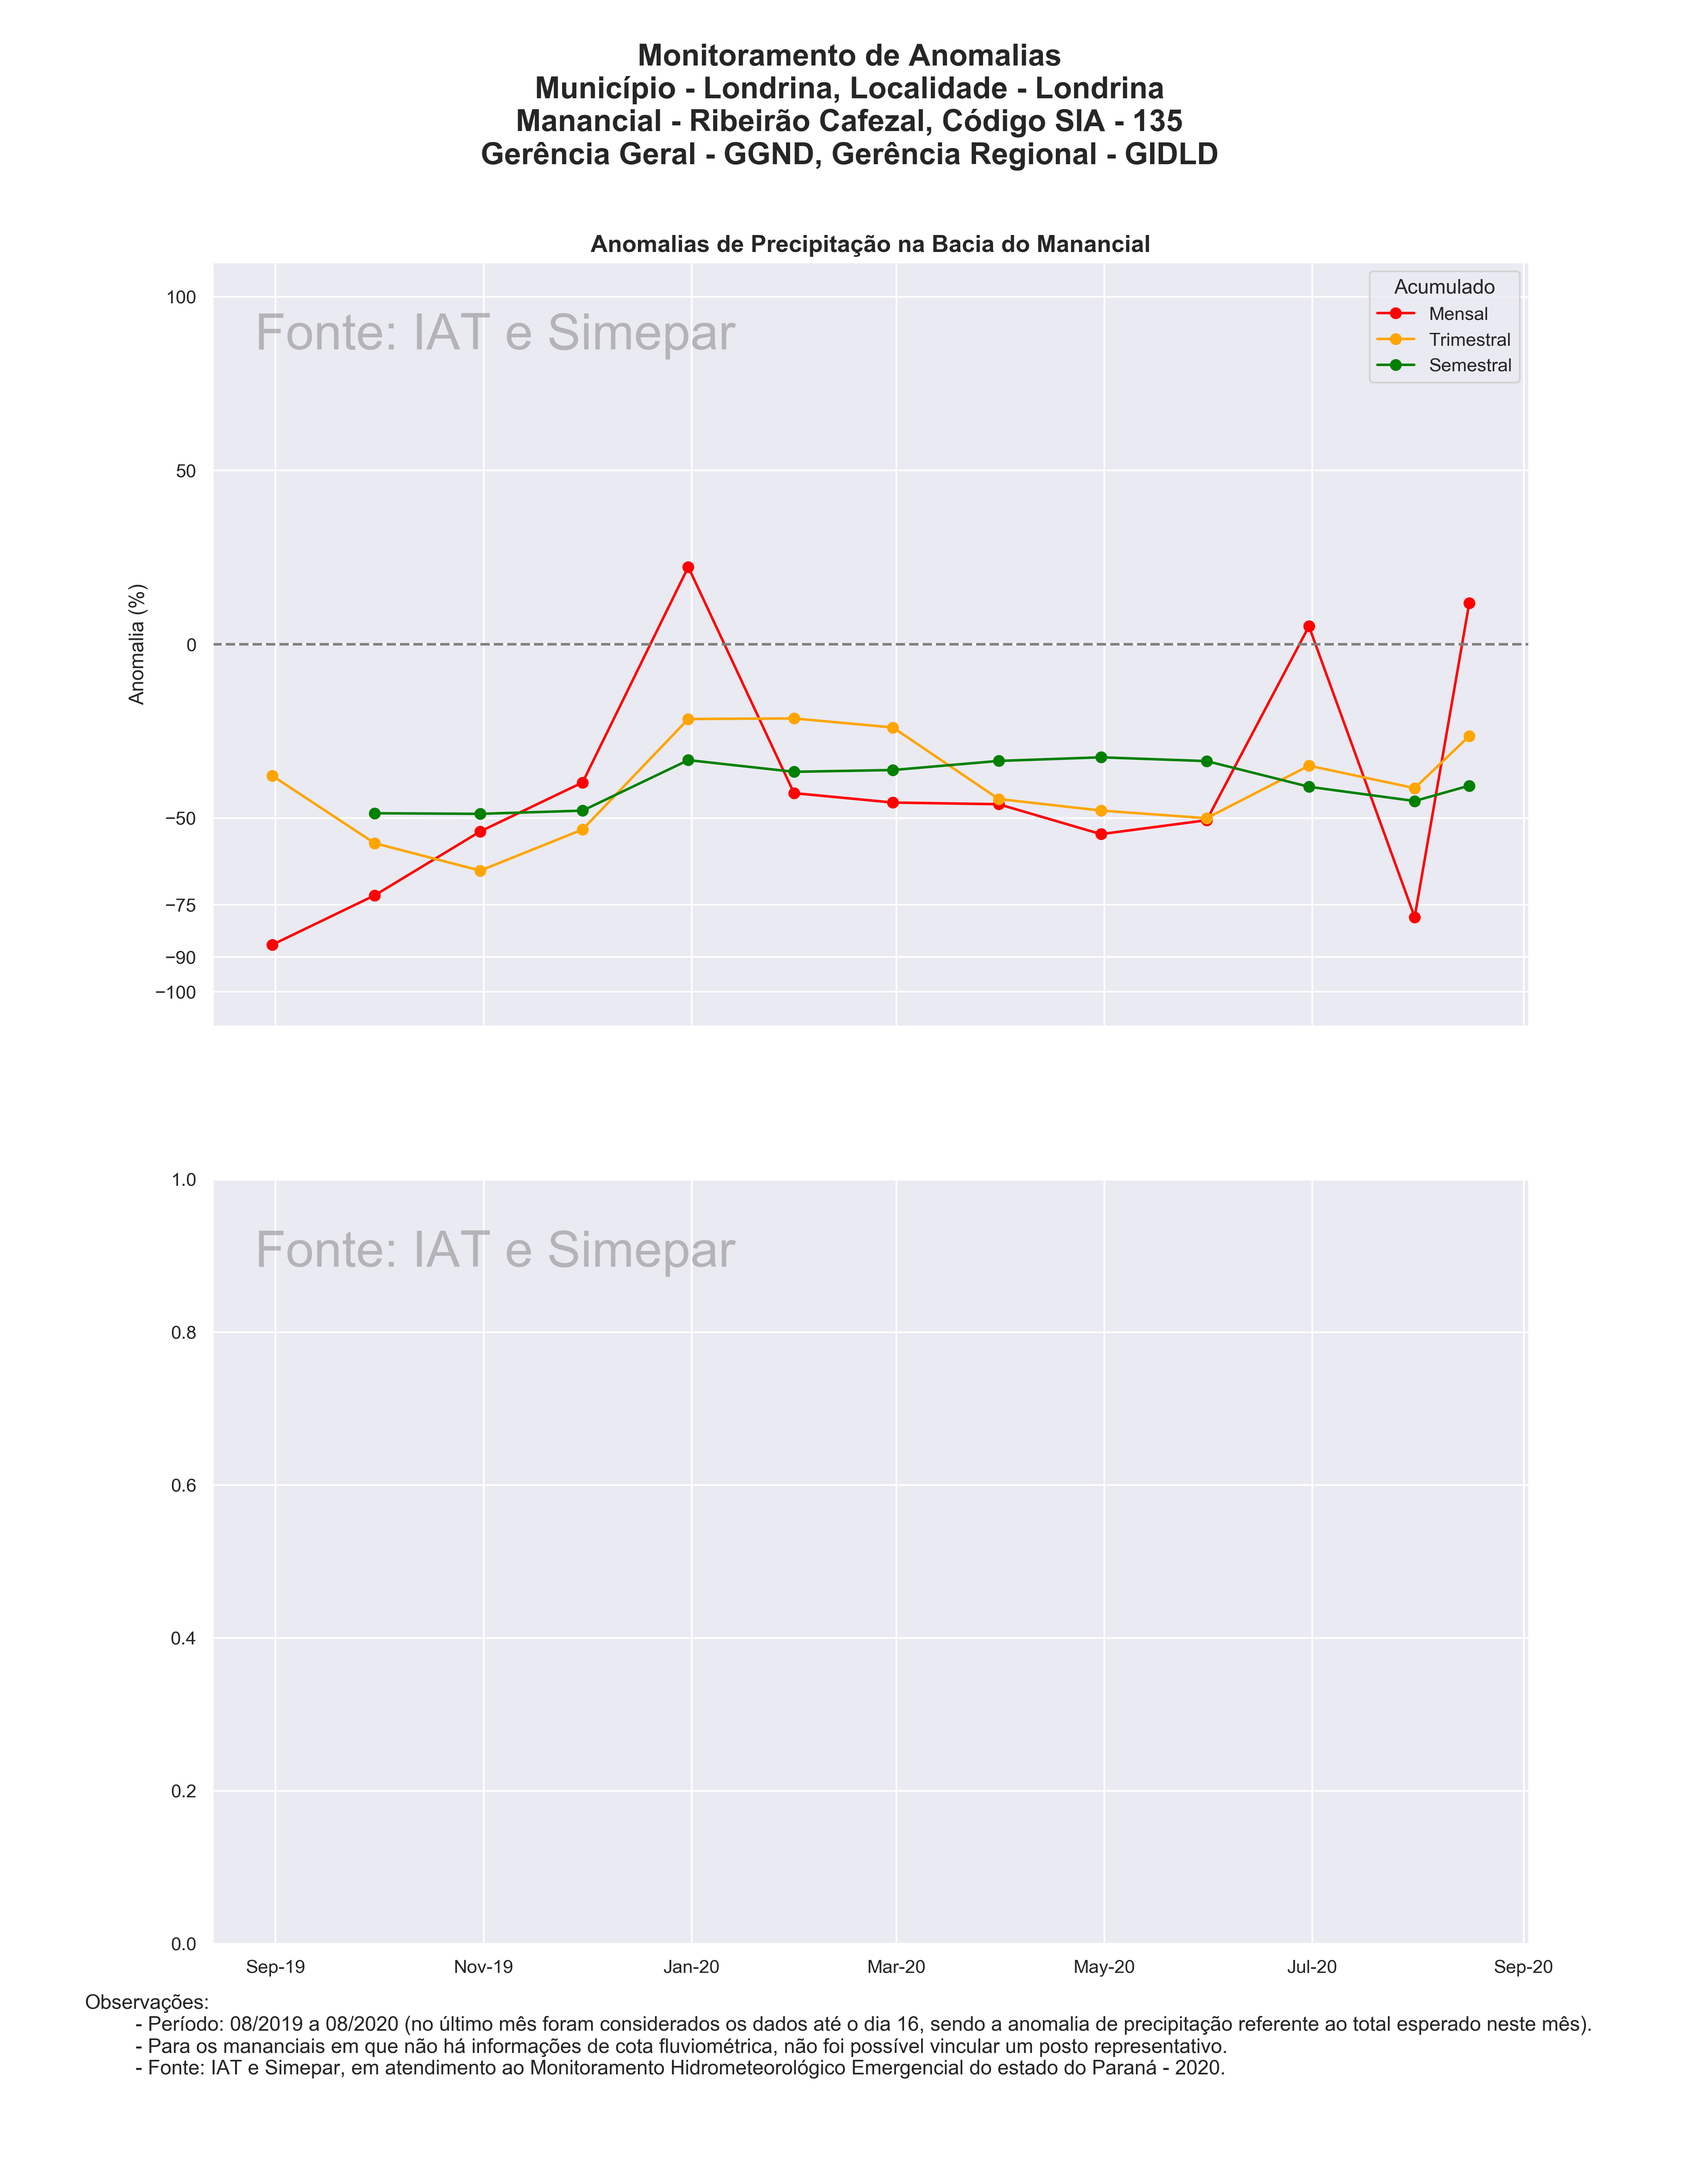 Monitoramento de Anomalias
Município - Londrina, Localidade - Londrina
Manancial - Ribeirão Cafezal, Código SIA - 135
Gerência Geral - GGND, Gerência Regional - GIDLD
Anomalias de Precipitação na Bacia do Manancial
Fonte: IAT e Simepar
Acumulado
Mensal
Trimestral
Semestral
Anomalia (%)
100
50
0
−50
−75
−90
−100
Fonte: IAT e Simepar
1.0
0.8
0.6
0.4
0.2
0.0
Sep-19 Nov-19 Jan-20 Mar-20 May-20 Jul-20 Sep-20
Observações:
- Período: 08/2019 a 08/2020 (no último mês foram considerados os dados até o dia 16, sendo a anomalia de precipitação referente ao total esperado neste mês).
- Para os mananciais em que não há informações de cota fluviométrica, não foi possível vincular um posto representativo.
- Fonte: IAT e Simepar, em atendimento ao Monitoramento Hidrometeorológico Emergencial do estado do Paraná - 2020.